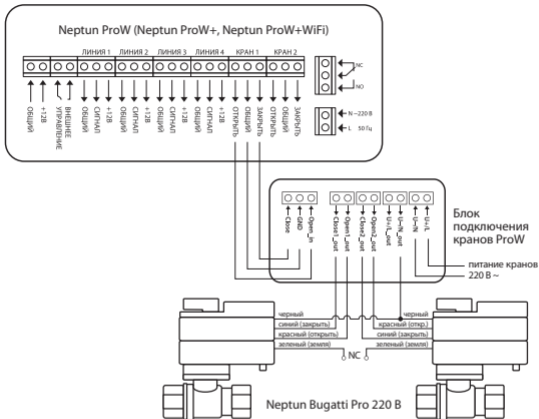 Neptun ProW (Neptun ProW+, Neptun ProW+WiFi)
ЛИНИЯ 1 ЛИНИЯ 2 ЛИНИЯ 3 ЛИНИЯ 4 КРАН 1 КРАН 2
NC
NO
ОБЩИЙ
+12В
ВНЕШНЕЕ
УПРАВЛЕНИЕ
ОБЩИЙ
СИГНАЛ
+12В
ОБЩИЙ
СИГНАЛ
+12В
ОБЩИЙ
СИГНАЛ
+12В
ОБЩИЙ
СИГНАЛ
+12В
ОТКРЫТЬ
ОБЩИЙ
ЗАКРЫТЬ
ОТКРЫТЬ
ОБЩИЙ
ЗАКРЫТЬ
N ~220 В
L 50 Гц
Close
GND
Open_in
Close1_out
Open1_out
Close2_out
Open2_out
U+/L_out
U~/N_out
U~/N
U+/L
Блок
подключения
кранов ProW
питание кранов
220 В ~
черный
синий (закрыть)
красный (открыть)
зеленый (земля)
NC
черный
красный (откр.)
синий (закрыть)
зеленый (земля)
Neptun Bugatti Pro 220 В